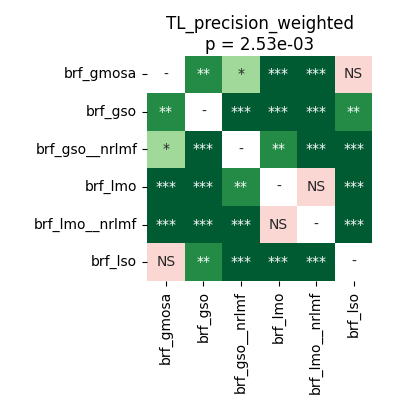 TL_precision_weighted
p = 2.53e-03
brf_gmosa - ** * *** *** NS
brf_gso ** - *** *** *** **
brf_gso__nrlmf * *** - ** *** ***
brf_lmo *** *** ** - NS ***
brf_lmo__nrlmf *** *** *** NS - ***
brf_lso NS ** *** *** *** -
brf_gmosa
brf_gso
brf_gso__nrlmf
brf_lmo
brf_lmo__nrlmf
brf_lso